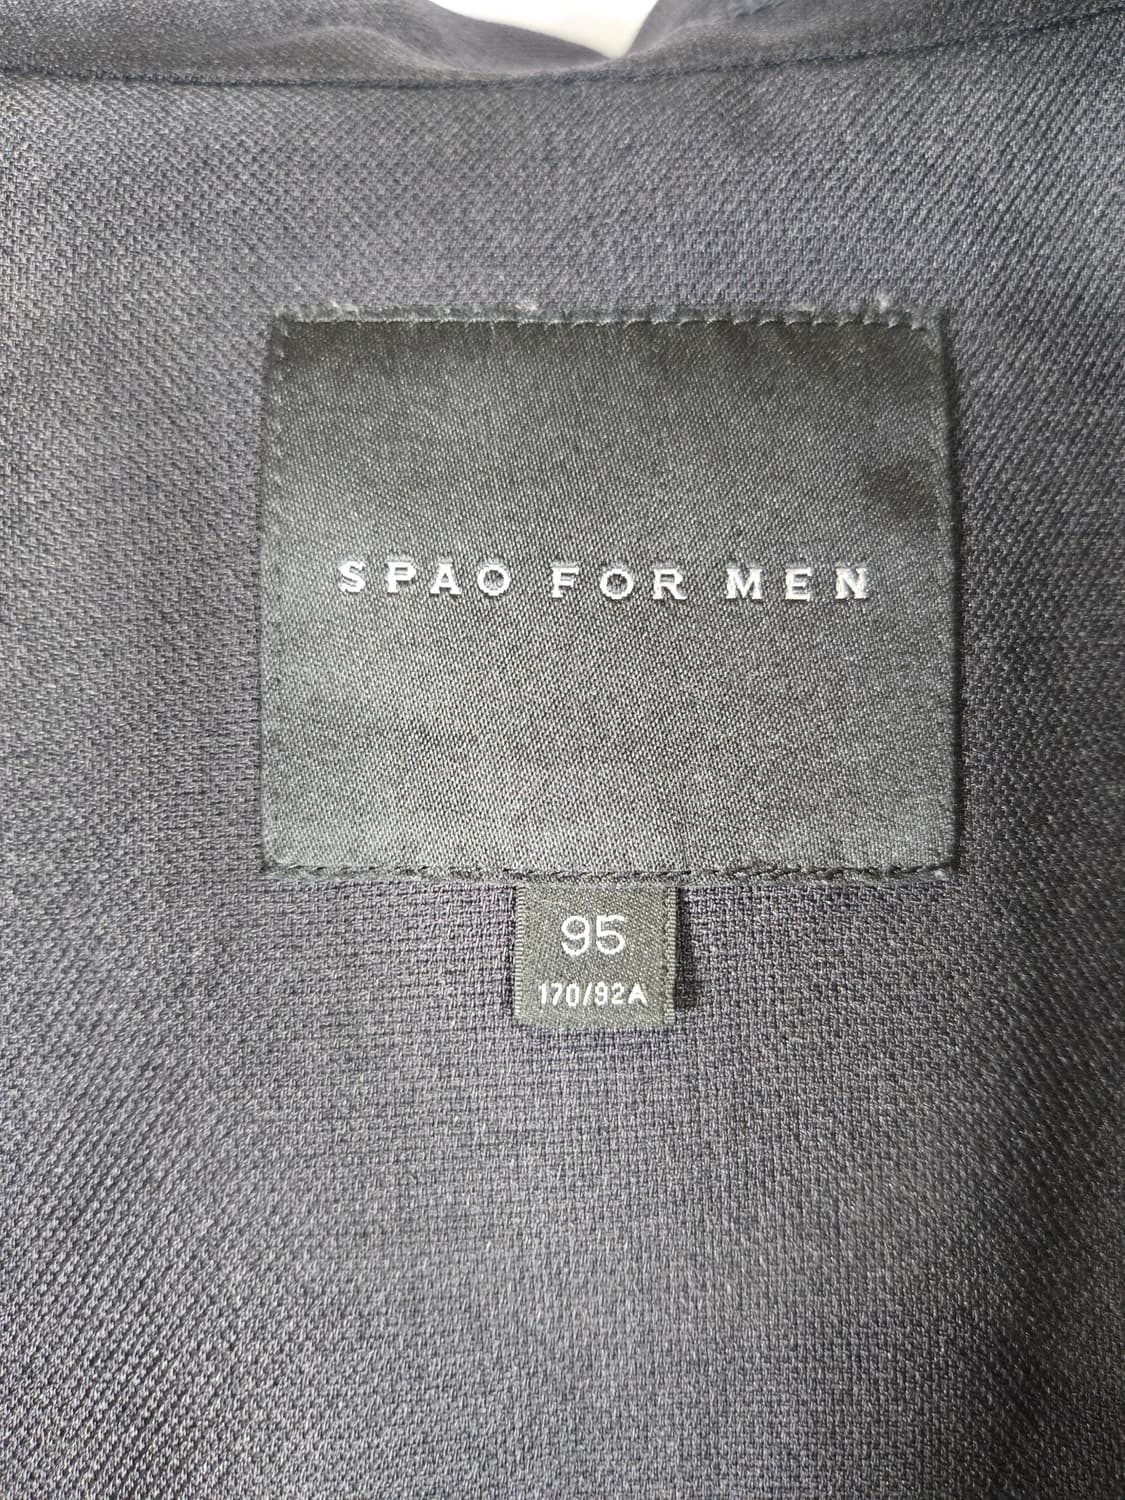 SPAO FOR MEN
95
170/92A